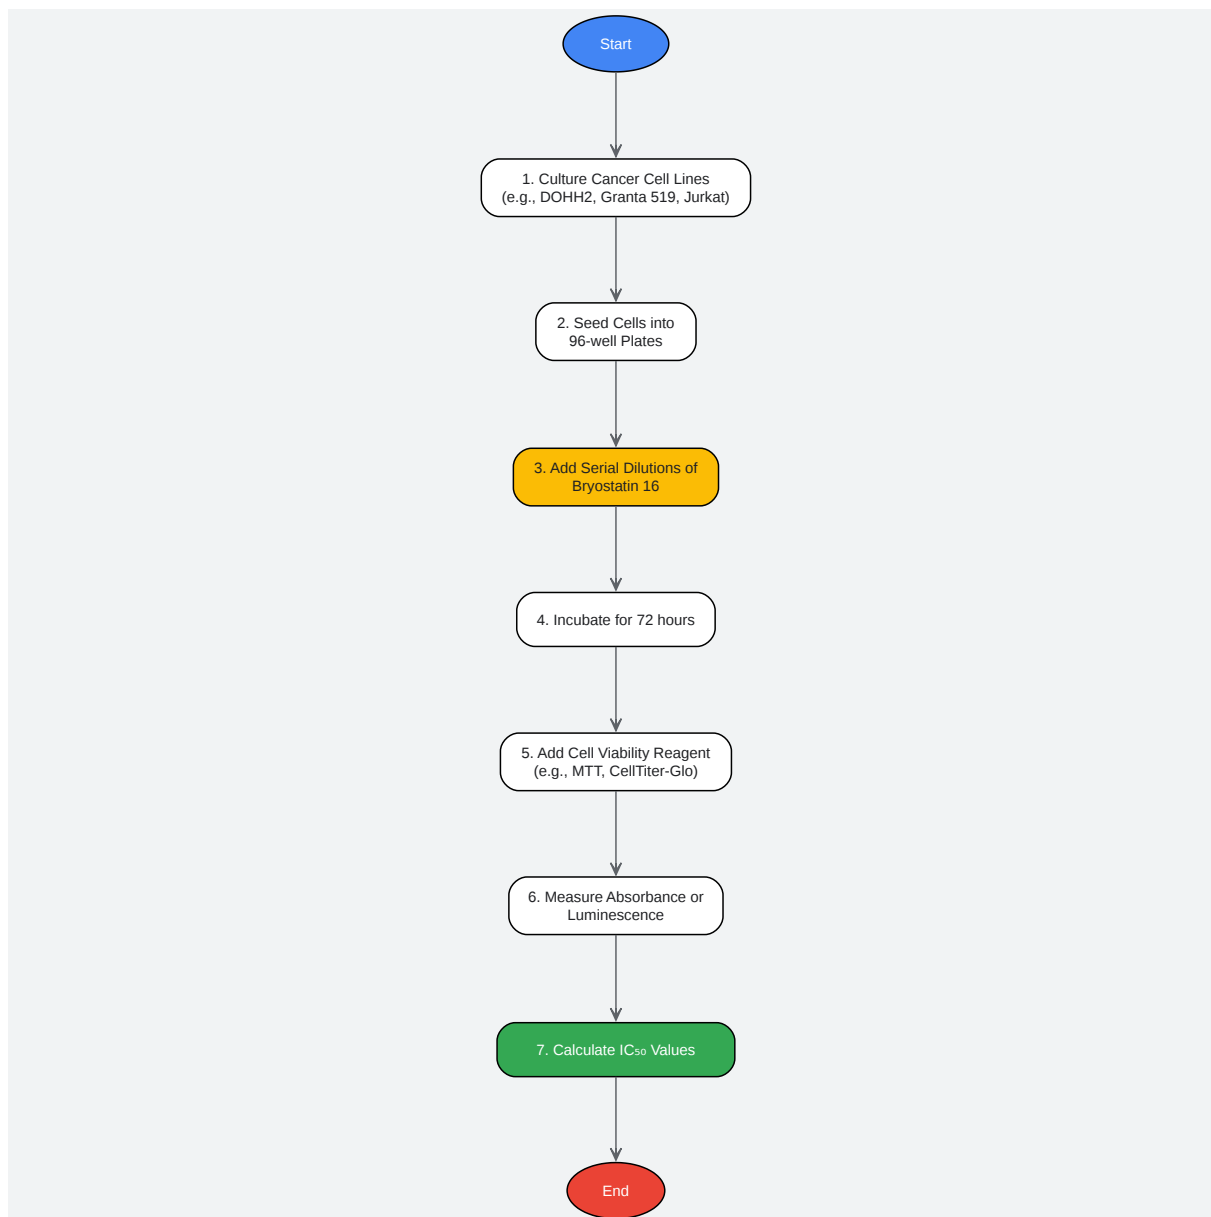 Start
1. Culture Cancer Cell Lines
(e.g., DOHH2, Granta 519, Jurkat)
2. Seed Cells into
96-well Plates
3. Add Serial Dilutions of
Bryostatin 16
4. Incubate for 72 hours
5. Add Cell Viability Reagent
(e.g., MTT, CellTiter-Glo)
6. Measure Absorbance or
Luminescence
7. Calculate IC₅₀ Values
End